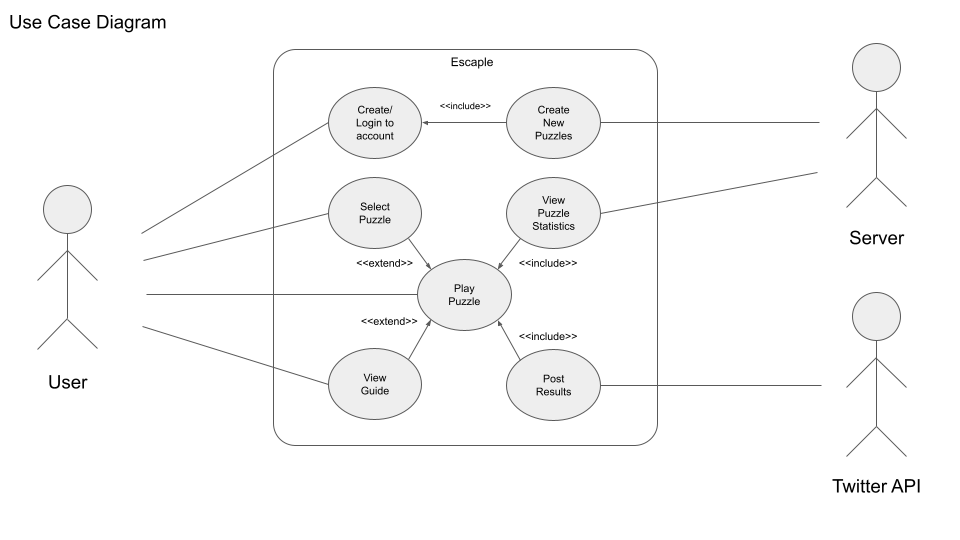 Use Case Diagram
Escaple
Create/
Login to
account
<<include>>
Create
New
Puzzles
Select
Puzzle
View
Puzzle
Statistics
Server
<<extend>>
<<include>>
Play
Puzzle
<<extend>>
<<include>>
User
View
Guide
Post
Results
Twitter API